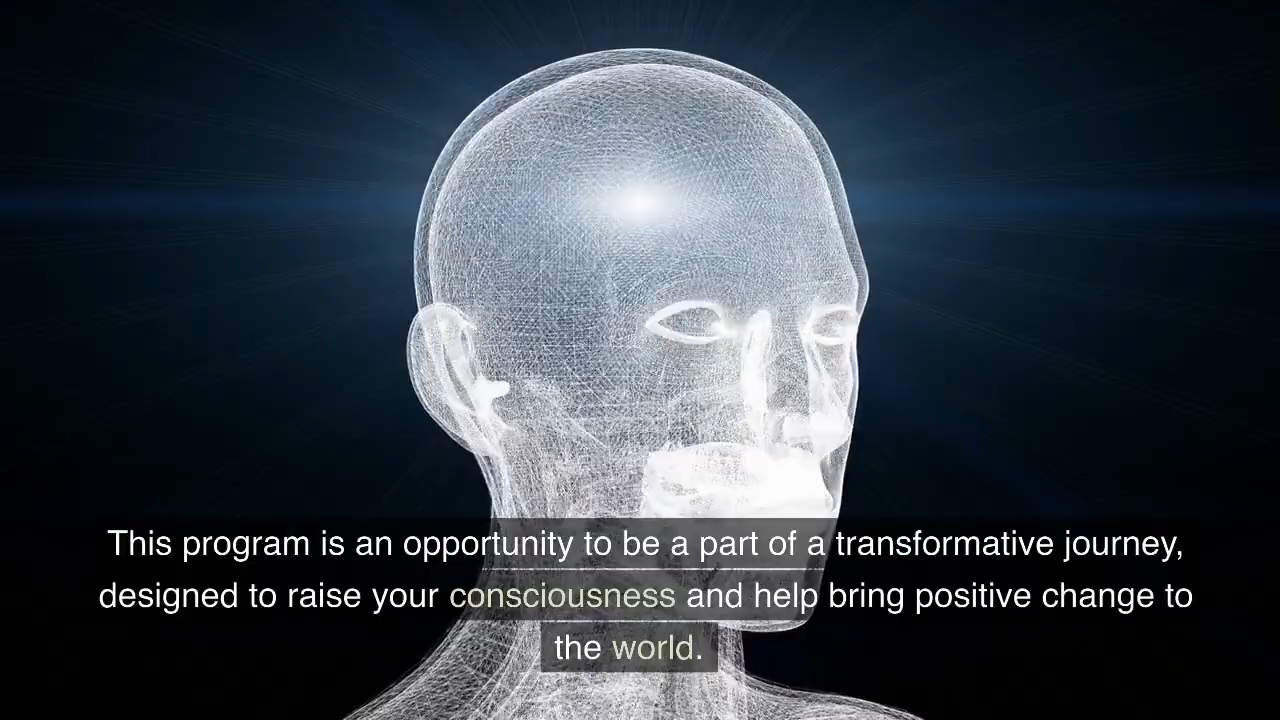 This program is an opportunity to be a part of a transformative journey,
designed to raise your consciousness and help bring positive change to
the world.